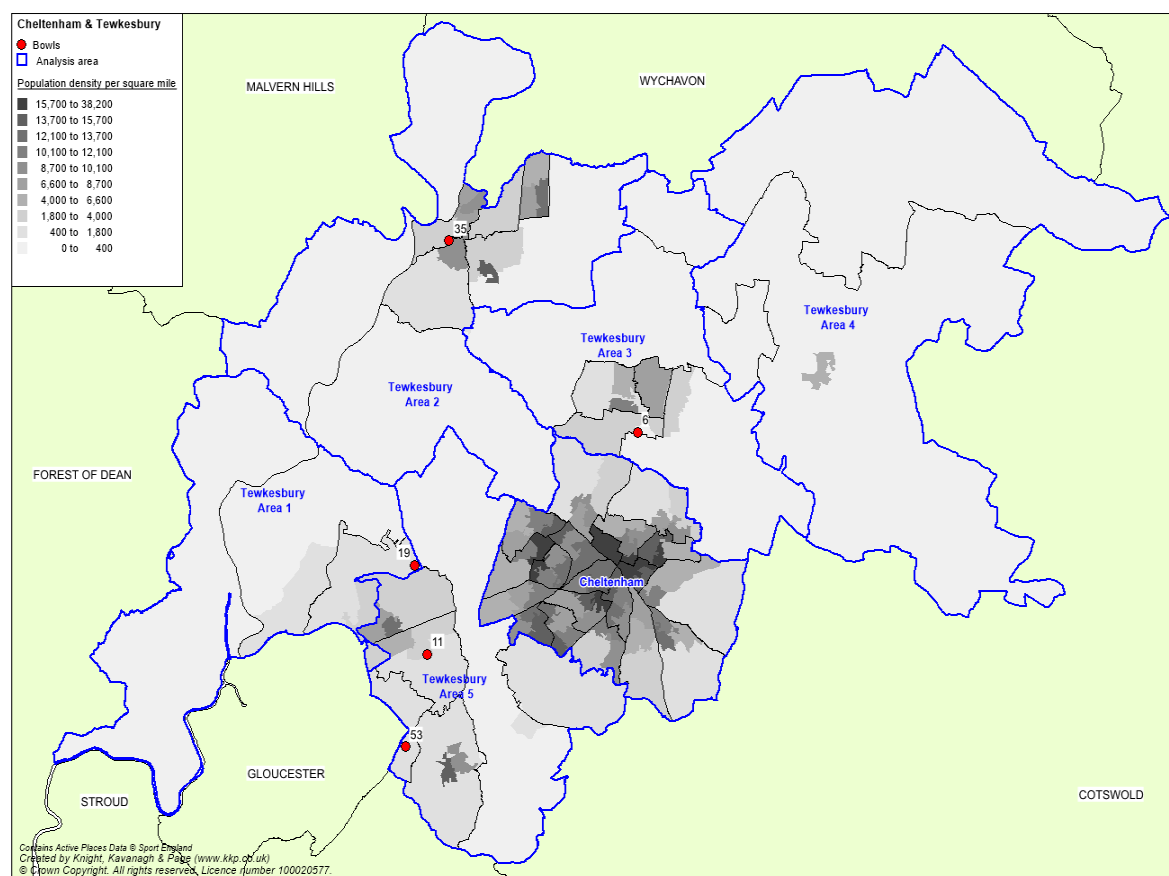 Cheltenham & Tewkesbury
Bowls
Analysis area
Population density per square mile
15,700 to 38,200
13,700 to 15,700
12,100 to 13,700
10,100 to 12,100
8,700 to 10,100
6,600 to 8,700
4,000 to 6,600
1,800 to 4,000
400 to 1,800
0 to 400
MALVERN HILLS
WYCHAVON
35
Tewkesbury
Area 4
Tewkesbury
Area 3
Tewkesbury
Area 2
6
FOREST OF DEAN
Tewkesbury
Area 1
19
Cheltenham
11
Tewkesbury
Area 5
53
GLOUCESTER
STROUD
COTSWOLD
Contains Active Places Data © Sport England
Created by Knight, Kavanagh & Page (www.kkp.co.uk)
© Crown Copyright. All rights reserved. Licence number 100020577.